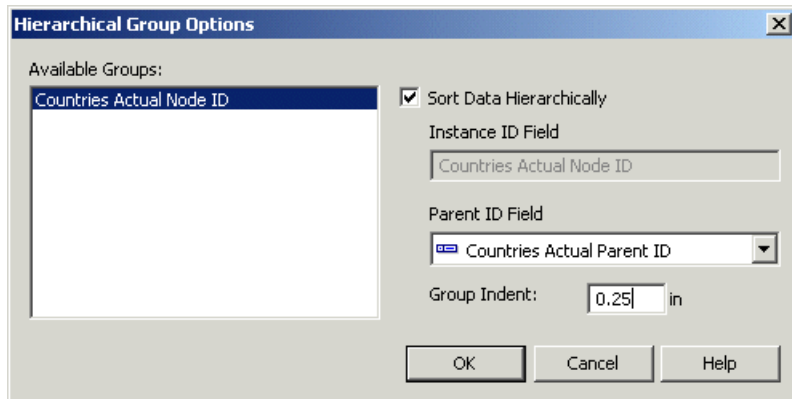 Hierarchical Group Options
Available Groups:
Countries Actual Node ID
Sort Data Hierarchically
Instance ID Field
Countries Actual Node ID
Parent ID Field
Countries Actual Parent ID
Group Indent: 0.25 in
OK Cancel Help